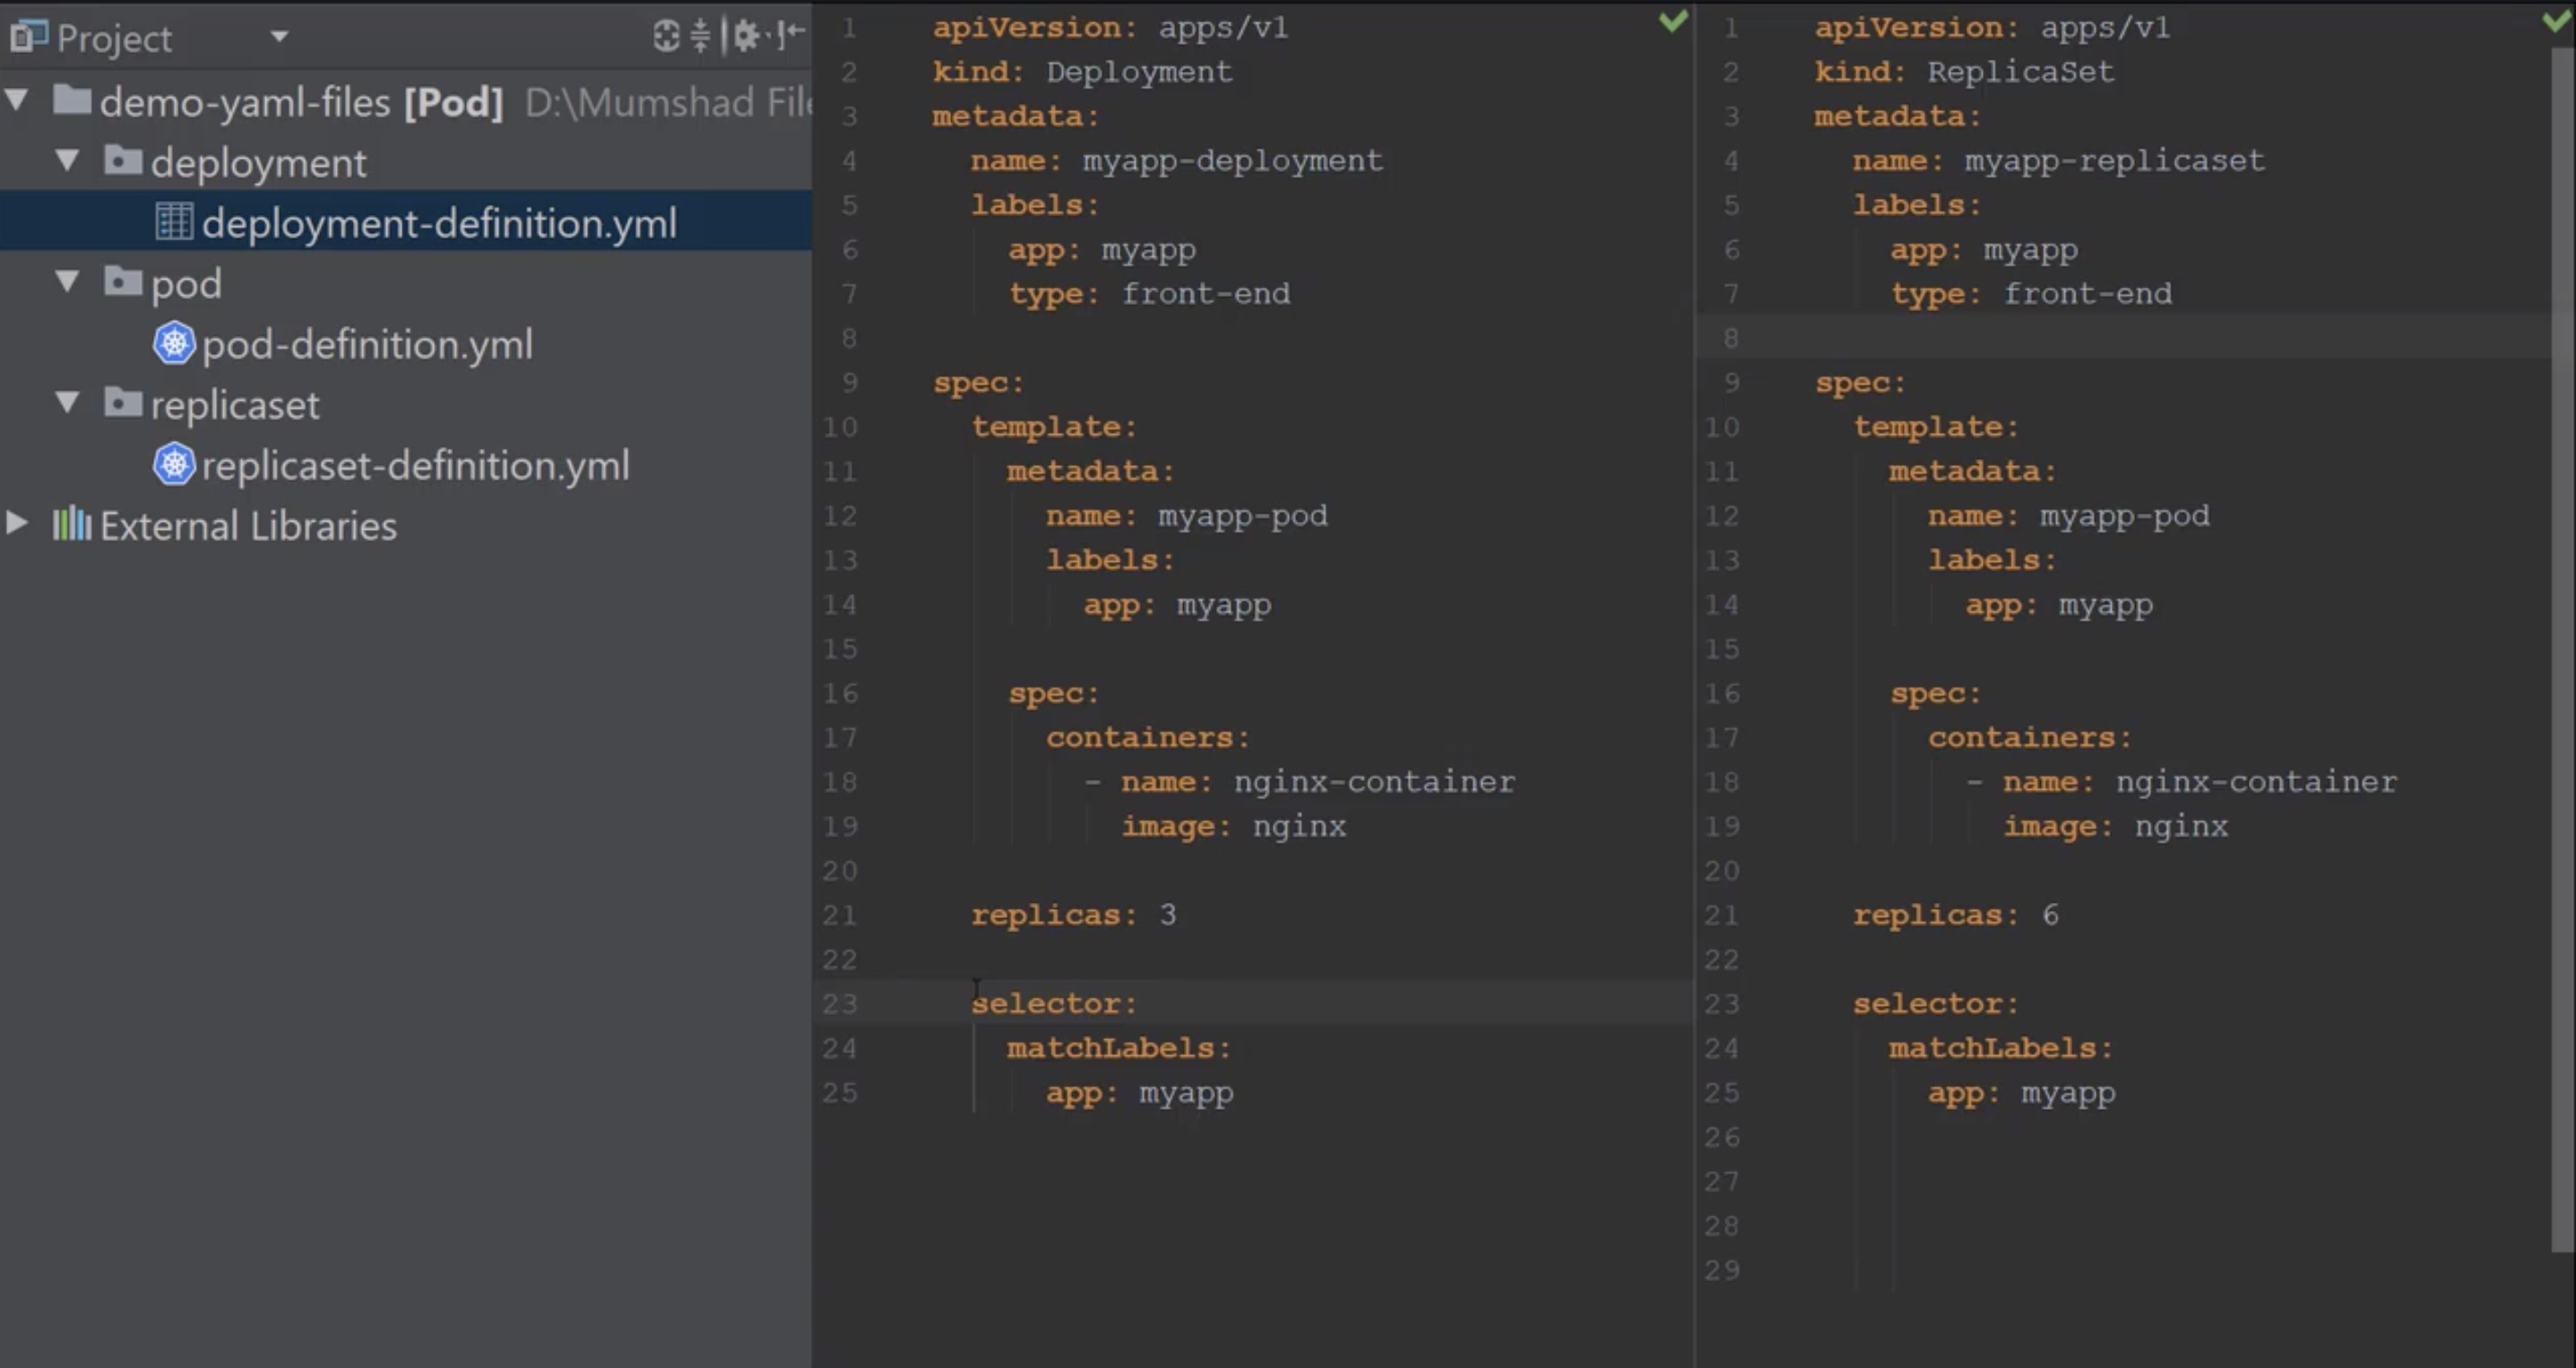 Project
demo-yaml-files [Pod] D:\Mumshad File
deployment
deployment-definition.yml
pod
pod-definition.yml
replicaset
replicaset-definition.yml
External Libraries
1 apiVersion: apps/v1
2 kind: Deployment
3 metadata:
4   name: myapp-deployment
5   labels:
6     app: myapp
7     type: front-end
8
9 spec:
10   template:
11     metadata:
12       name: myapp-pod
13       labels:
14         app: myapp
15
16     spec:
17       containers:
18         - name: nginx-container
19           image: nginx
20
21   replicas: 3
22
23   selector:
24     matchLabels:
25       app: myapp
1 apiVersion: apps/v1
2 kind: ReplicaSet
3 metadata:
4   name: myapp-replicaset
5   labels:
6     app: myapp
7     type: front-end
8
9 spec:
10   template:
11     metadata:
12       name: myapp-pod
13       labels:
14         app: myapp
15
16     spec:
17       containers:
18         - name: nginx-container
19           image: nginx
20
21   replicas: 6
22
23   selector:
24     matchLabels:
25       app: myapp
26
27
28
29